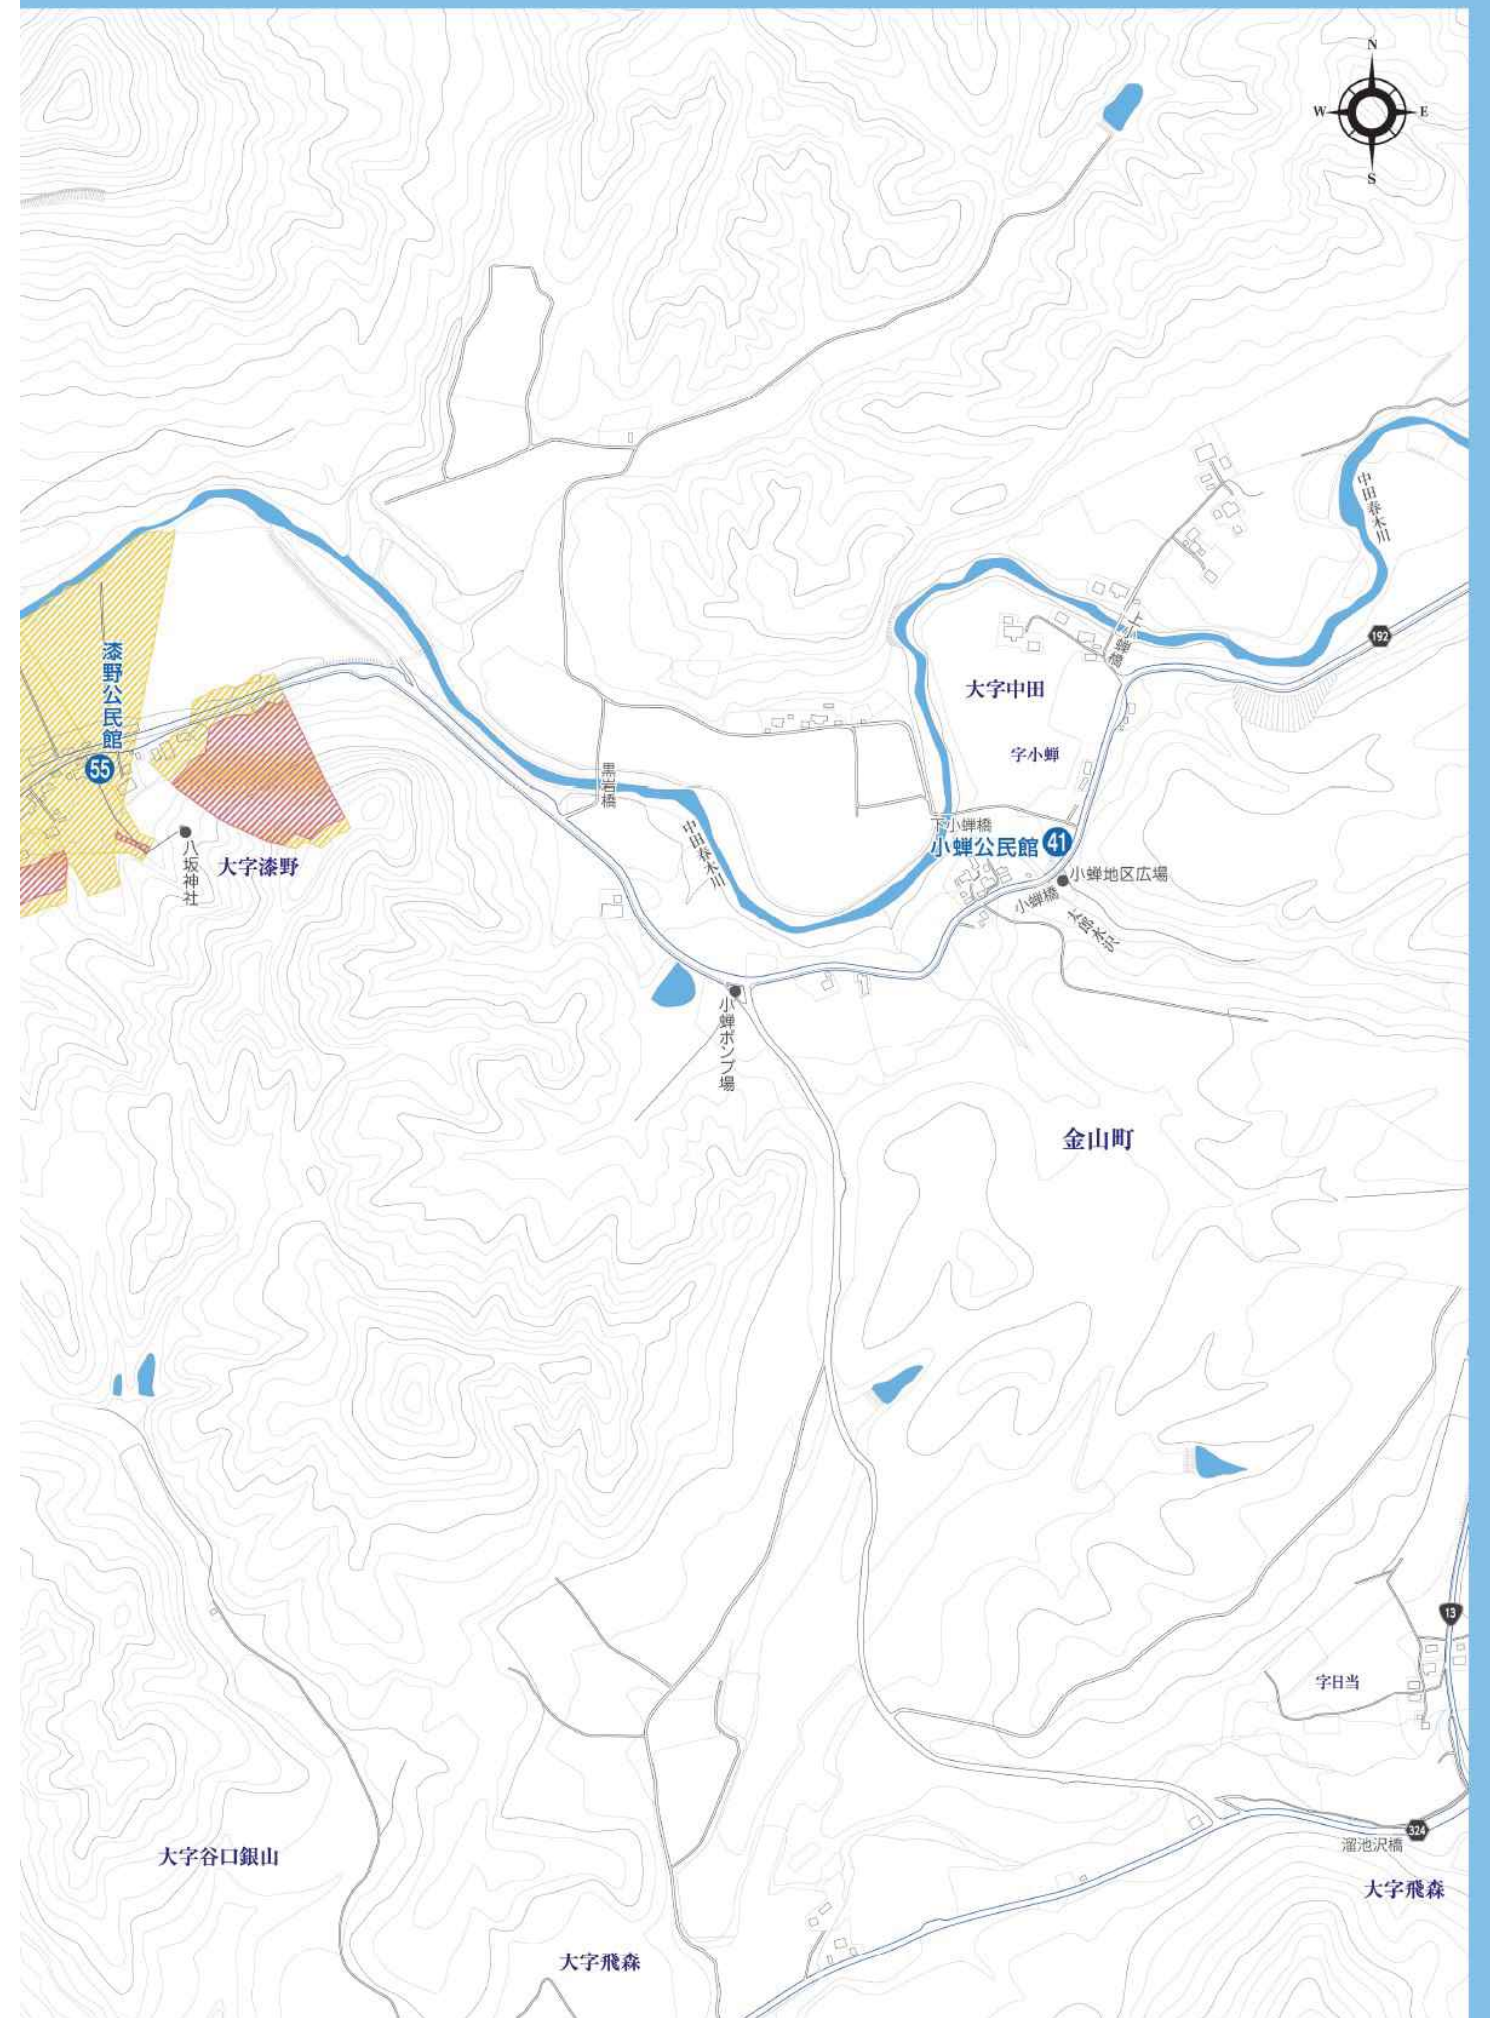 N
W
E
S
中田春木川
192
上小蝉橋
大字中田
漆野公民館
55
字小蝉
黒岩橋
下小蝉橋
小蝉公民館
41
中田春木川
八坂神社
大字漆野
小蝉地区広場
小蝉橋
太郎水沢
小蝉ポンプ場
金山町
13
字日当
324
溜池沢橋
大字谷口銀山
大字飛森
大字飛森